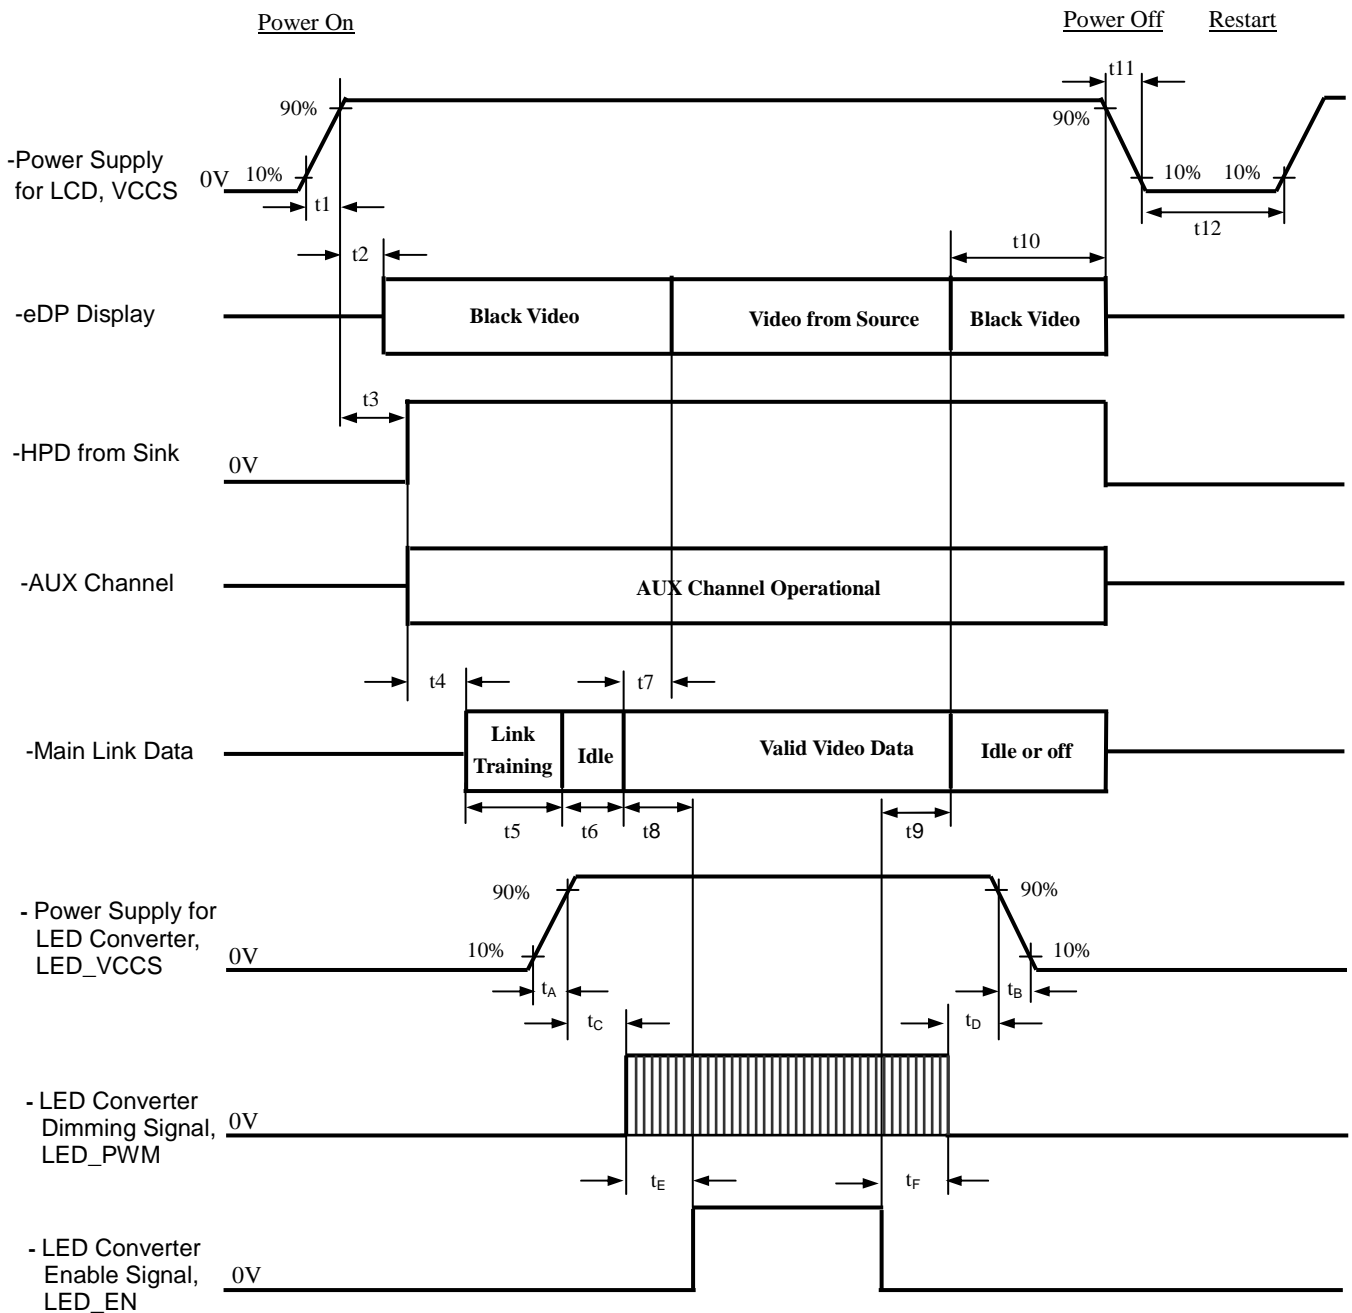 Power On
Power Off
Restart
t11
90%
90%
-Power Supply
for LCD, VCCS
0V
10%
10%
10%
t1
t12
t2
t10
-eDP Display
Black Video
Video from Source
Black Video
t3
-HPD from Sink
0V
-AUX Channel
AUX Channel Operational
t4
t7
-Main Link Data
Link
Training
Idle
Valid Video Data
Idle or off
t5
t6
t8
t9
90%
90%
- Power Supply for
LED Converter,
LED_VCCS
0V
10%
10%
tA
tB
tC
tD
- LED Converter
Dimming Signal,
LED_PWM
0V
tE
tF
- LED Converter
Enable Signal,
LED_EN
0V